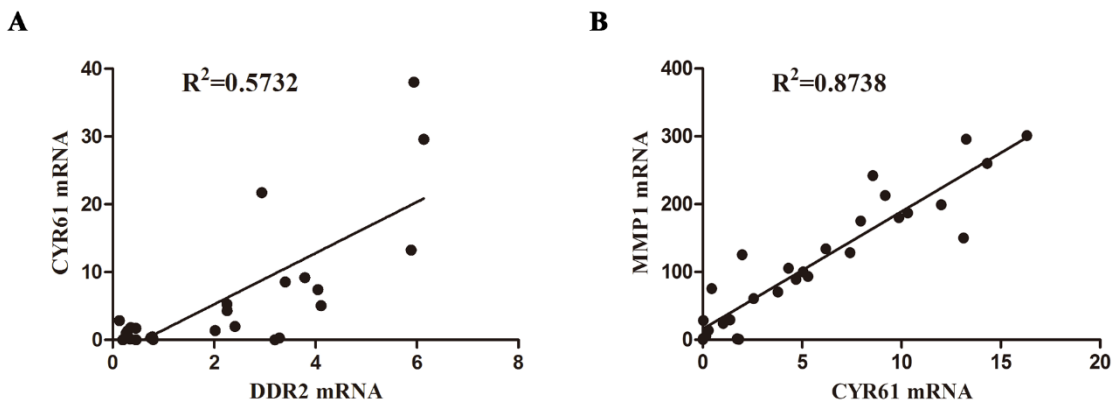 A
R²=0.5732
CYR61 mRNA
40
30
20
10
0
0 2 4 6 8
DDR2 mRNA
B
R²=0.8738
MMP1 mRNA
400
300
200
100
0
0 5 10 15 20
CYR61 mRNA